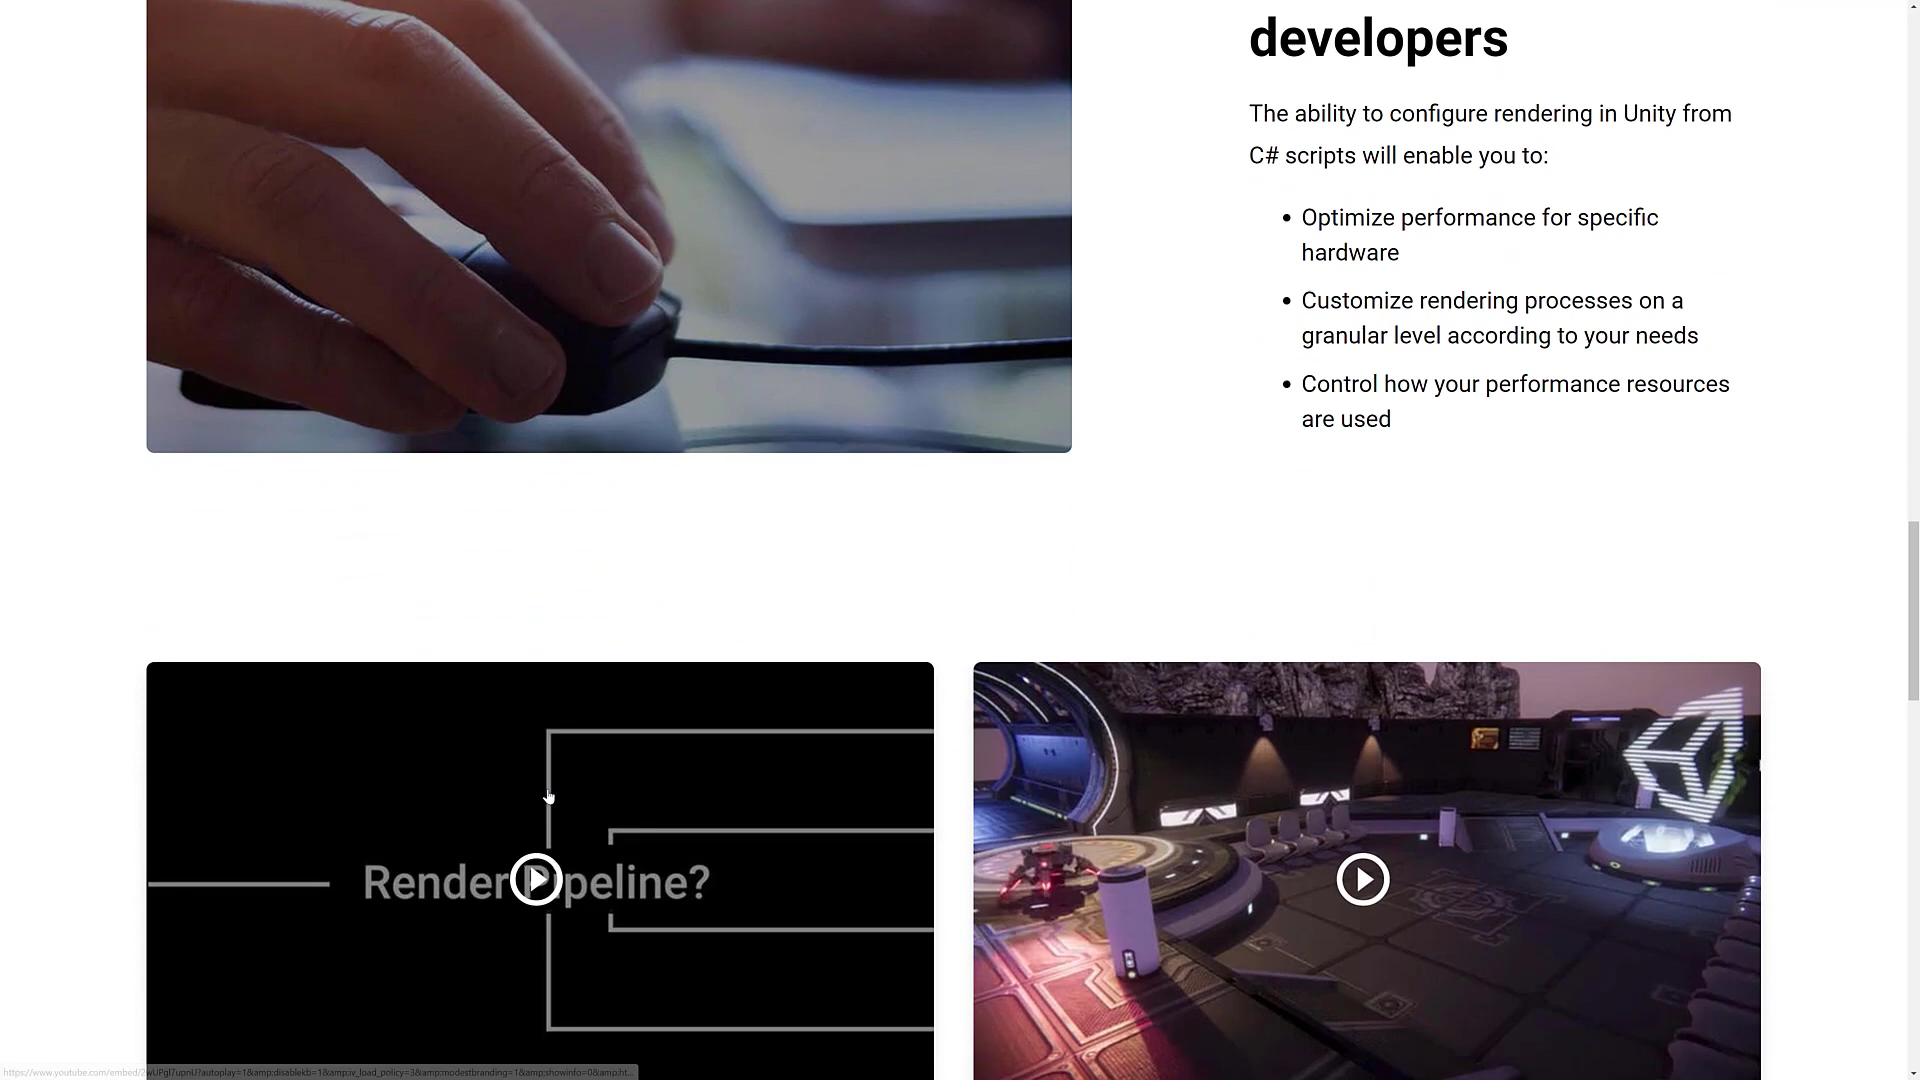 developers
The ability to configure rendering in Unity from
C# scripts will enable you to:
• Optimize performance for specific
hardware
• Customize rendering processes on a
granular level according to your needs
• Control how your performance resources
are used
Render Pipeline?